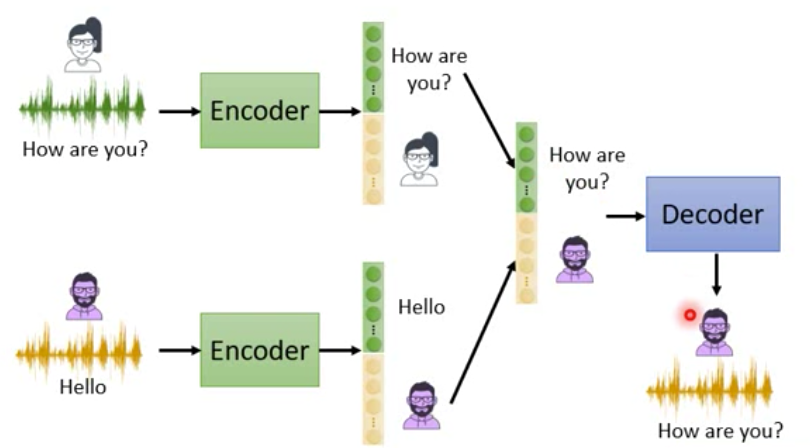 How are you?
Encoder
How are
you?
How are
you?
Decoder
Hello
Encoder
Hello
How are you?